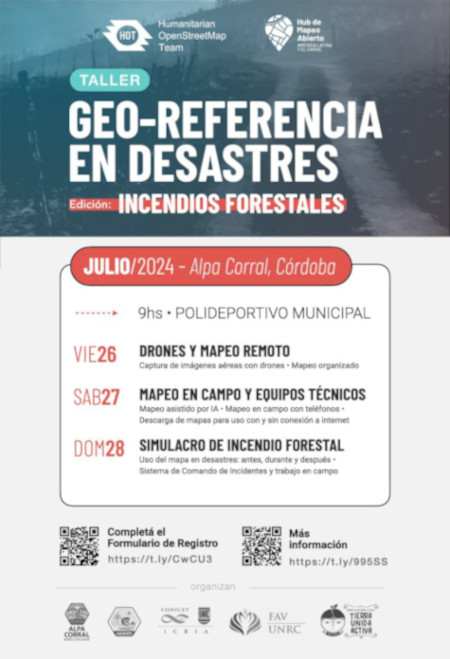 HOT
Humanitarian
OpenStreetMap
Team
Hub de
Mapeo
Abierto
AMÉRICA LATINA
Y EL CARIBE
TALLER
GEO-REFERENCIA
EN DESASTRES
Edición: INCENDIOS FORESTALES
JULIO/2024 - Alpa Corral, Córdoba
9hs • POLIDEPORTIVO MUNICIPAL
VIE26
DRONES Y MAPEO REMOTO
Captura de imágenes aéreas con drones • Mapeo organizado
SAB27
MAPEO EN CAMPO Y EQUIPOS TÉCNICOS
Mapeo asistido por IA • Mapeo en campo con teléfonos •
Descarga de mapas para uso con y sin conexión a internet
DOM28
SIMULACRO DE INCENDIO FORESTAL
Uso del mapa en desastres: antes, durante y después •
Sistema de Comando de Incidentes y trabajo en campo
Completá el
Formulario de Registro
https://t.ly/CwCU3
Más
información
https://t.ly/995SS
organizan
ALPA
CORRAL
CONICET
ICBIA
FAV
UNRC
TIERRA
UNIDA
ACTIVA